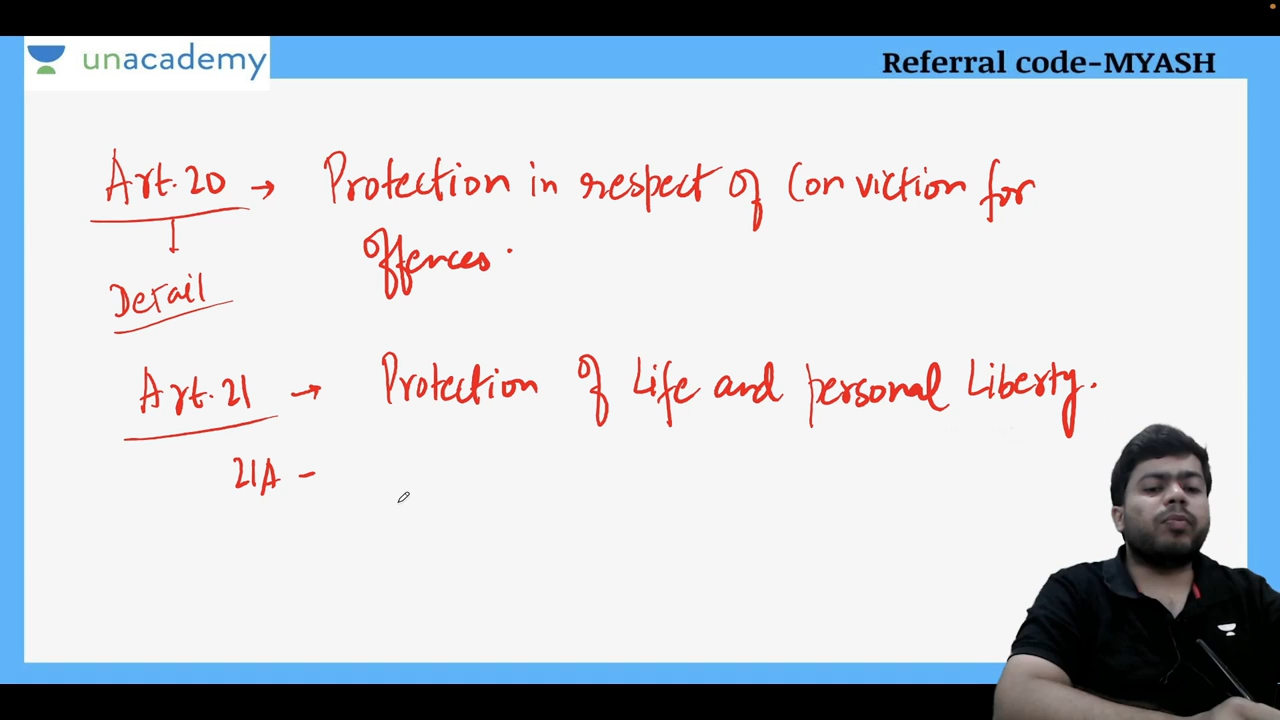 unacademy
Referral code-MYASH
Art.20 → Protection in respect of Conviction for
offences.
Detail
Art.21 → Protection of Life and personal Liberty.
21A -